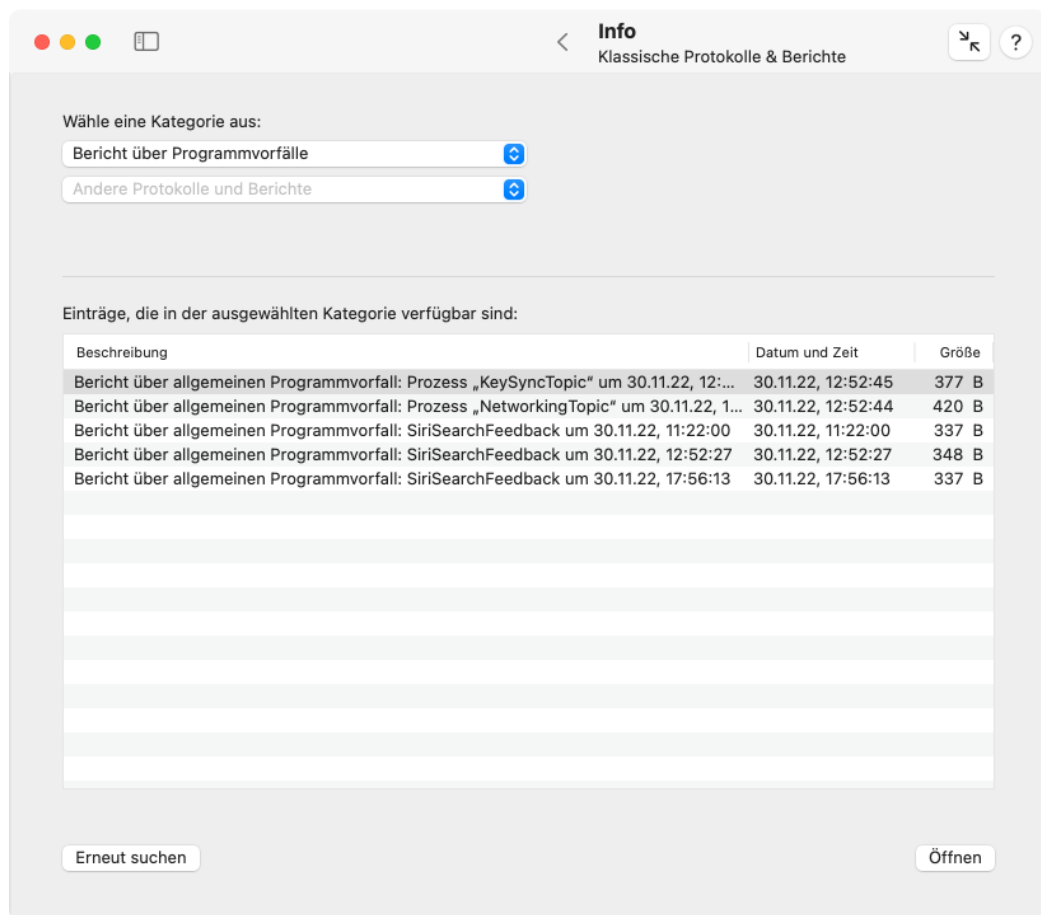 Info
Klassische Protokolle & Berichte
?
Wähle eine Kategorie aus:
Bericht über Programmvorfälle
Andere Protokolle und Berichte
Einträge, die in der ausgewählten Kategorie verfügbar sind:
Beschreibung Datum und Zeit Größe
Bericht über allgemeinen Programmvorfall: Prozess „KeySyncTopic“ um 30.11.22, 12:... 30.11.22, 12:52:45 377 B
Bericht über allgemeinen Programmvorfall: Prozess „NetworkingTopic“ um 30.11.22, 1... 30.11.22, 12:52:44 420 B
Bericht über allgemeinen Programmvorfall: SiriSearchFeedback um 30.11.22, 11:22:00 30.11.22, 11:22:00 337 B
Bericht über allgemeinen Programmvorfall: SiriSearchFeedback um 30.11.22, 12:52:27 30.11.22, 12:52:27 348 B
Bericht über allgemeinen Programmvorfall: SiriSearchFeedback um 30.11.22, 17:56:13 30.11.22, 17:56:13 337 B
Erneut suchen Öffnen